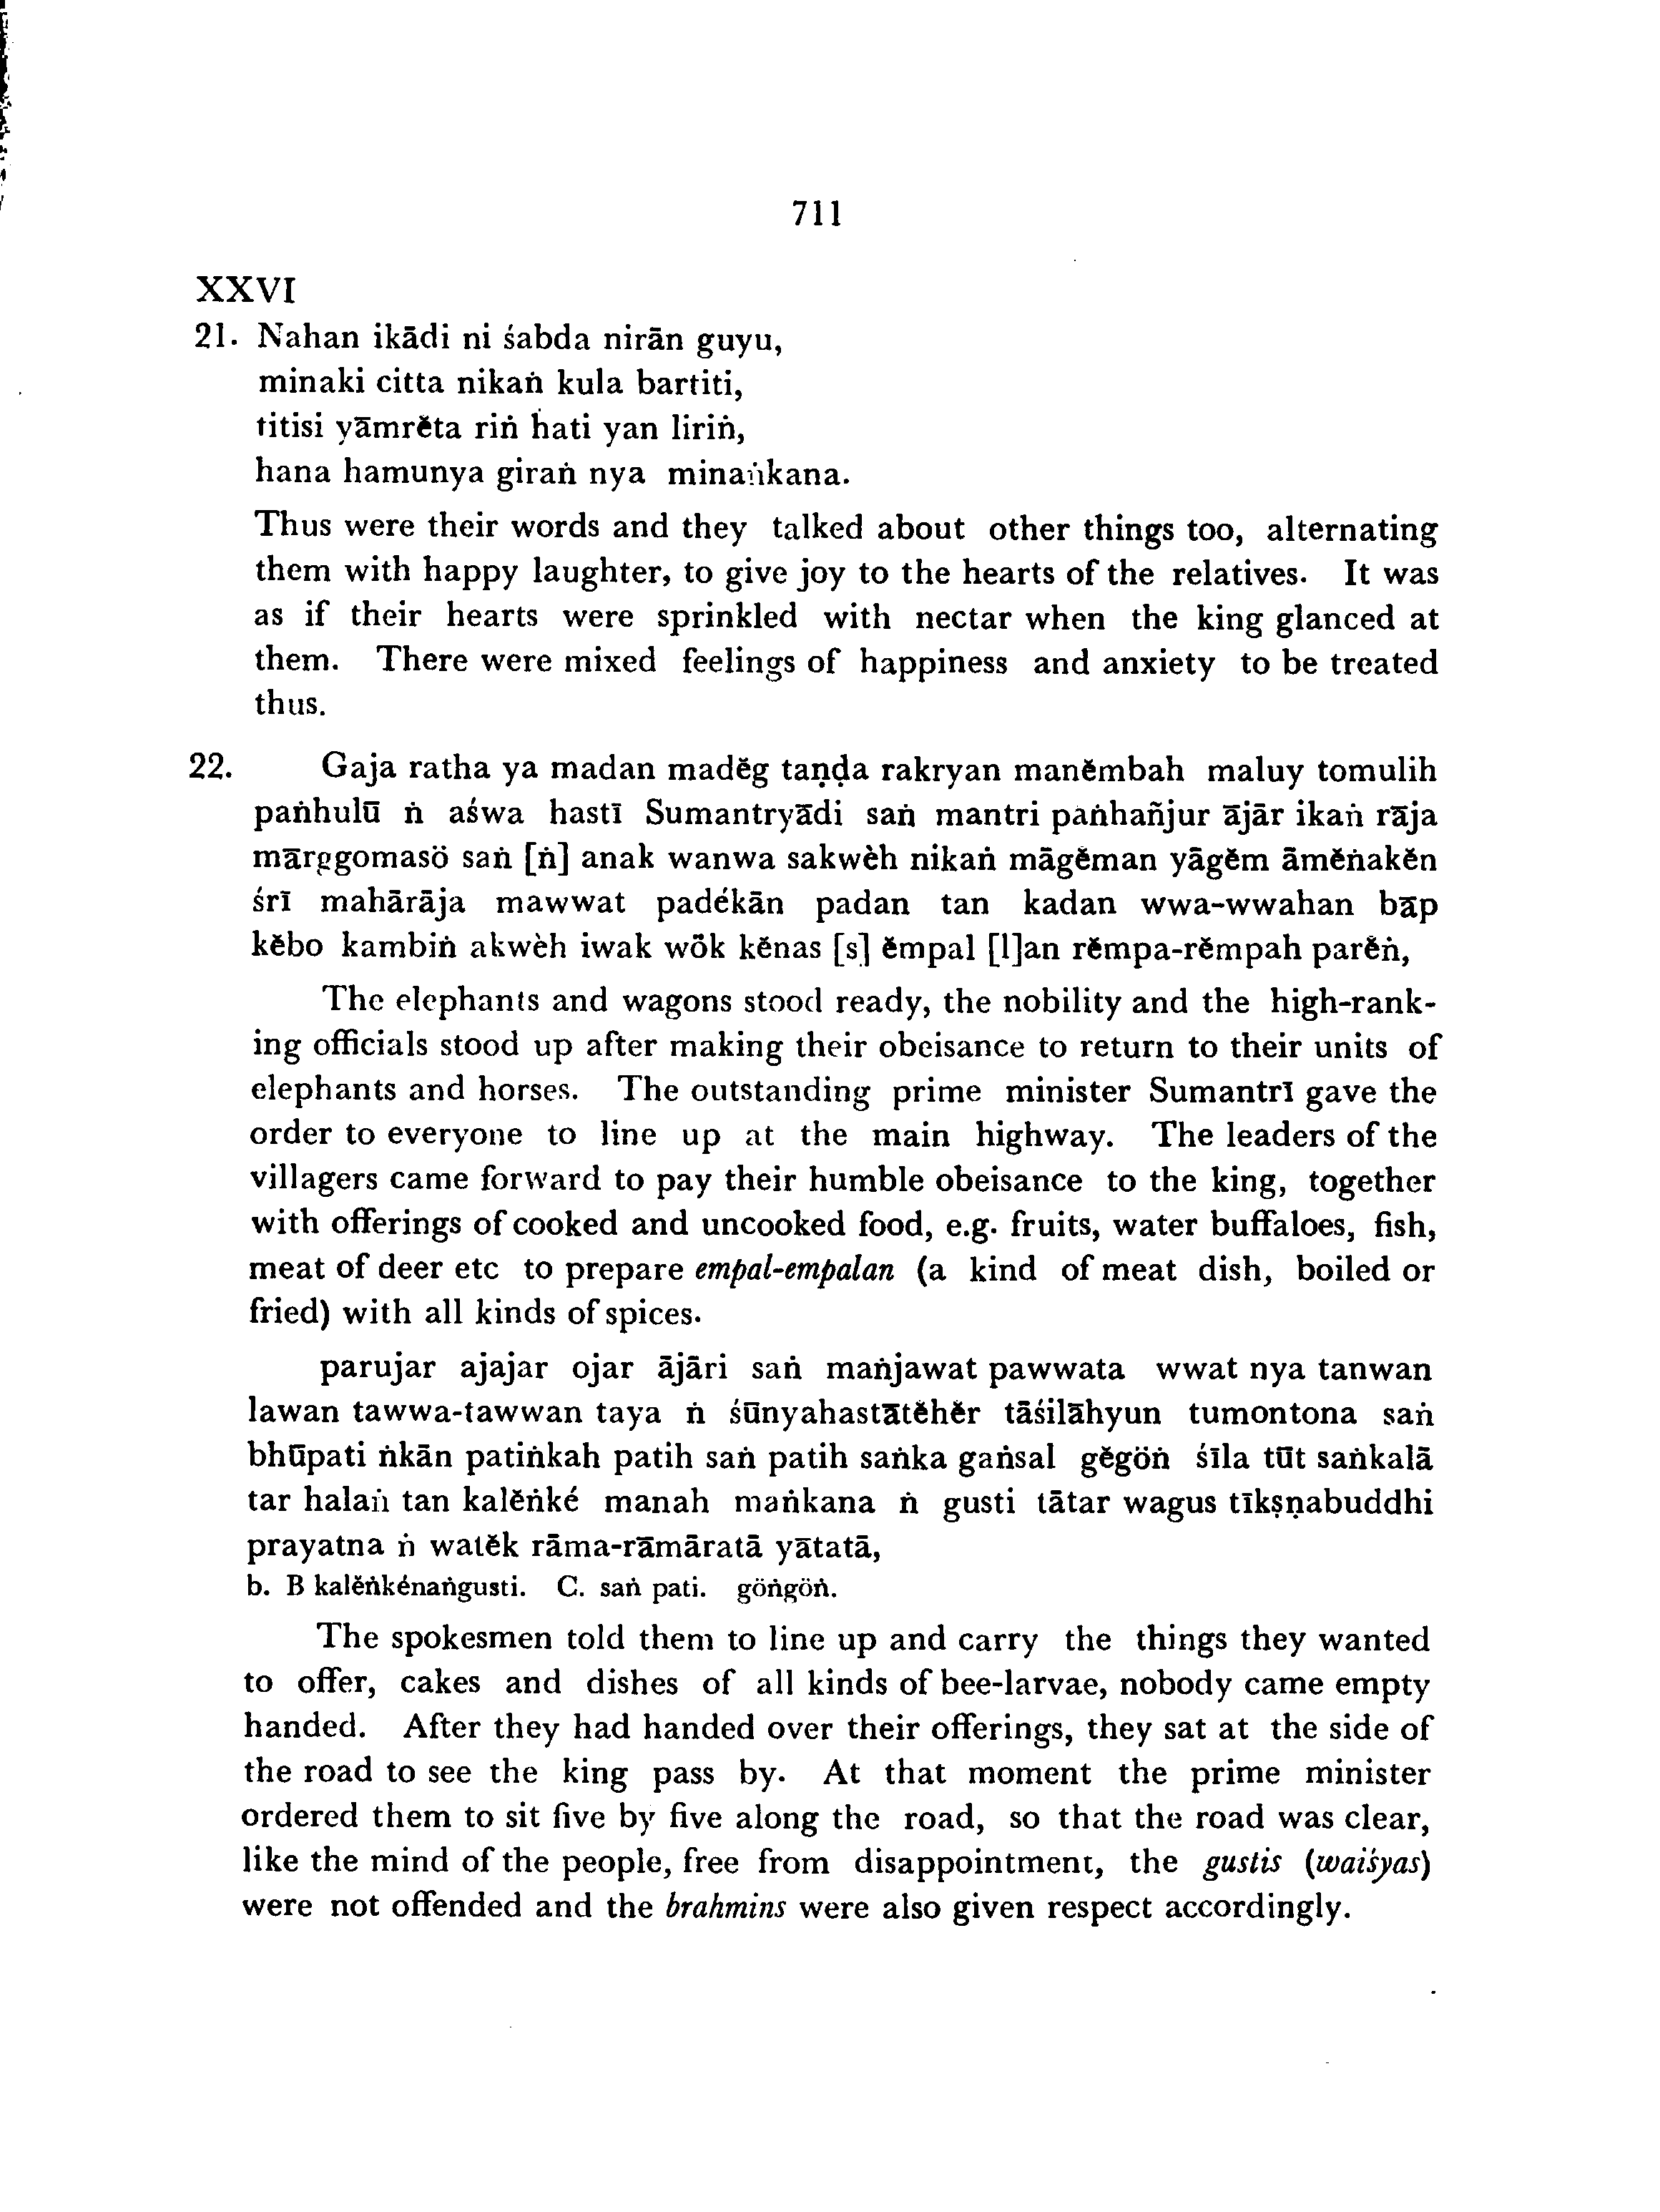 711
XXVI
21. Nahan ikādi ni śabda nirān guyu,
minaki citta nikaṅ kula bartiti,
titisi yāmrĕta riṅ hati yan liriṅ,
hana hamunya giraṅ nya minaṅkana.
Thus were their words and they talked about other things too, alternating
them with happy laughter, to give joy to the hearts of the relatives. It was
as if their hearts were sprinkled with nectar when the king glanced at
them. There were mixed feelings of happiness and anxiety to be treated
thus.
22. Gaja ratha ya madan madĕg taṇḍa rakryan manĕmbah maluy tomulih
paṅhulū ṅ aśwa hastī Sumantryādi saṅ mantri paṅhañjur ājār ikaṅ rāja
mārggomasö saṅ [ṅ] anak wanwa sakwèh nikaṅ māgĕman yāgĕm āmĕṅakĕn
śrī mahārāja mawwat padékān padan tan kadan wwa-wwahan bāp
kĕbo kambiṅ akwèh iwak wök kĕnas [s] ĕmpal [l]an rĕmpa-rĕmpah parĕṅ,
The elephants and wagons stood ready, the nobility and the high-rank-
ing officials stood up after making their obeisance to return to their units of
elephants and horses. The outstanding prime minister Sumantrī gave the
order to everyone to line up at the main highway. The leaders of the
villagers came forward to pay their humble obeisance to the king, together
with offerings of cooked and uncooked food, e.g. fruits, water buffaloes, fish,
meat of deer etc to prepare empal-empalan (a kind of meat dish, boiled or
fried) with all kinds of spices.
parujar ajajar ojar ājāri saṅ maṅjawat pawwata wwat nya tanwan
lawan tawwa-tawwan taya ṅ śūnyahastātĕhĕr tāśilāhyun tumontona saṅ
bhūpati ṅkān patiṅkah patih saṅ patih saṅka gaṅsal gĕgöṅ śīla tūt saṅkalā
tar halaṅ tan kalĕṅké manah maṅkana ṅ gusti tātar wagus tīkṣṇabuddhi
prayatna ṅ watĕk rāma-rāmāratā yātatā,
b. B kalĕṅkénaṅgusti. C. saṅ pati. göṅgöṅ.
The spokesmen told them to line up and carry the things they wanted
to offer, cakes and dishes of all kinds of bee-larvae, nobody came empty
handed. After they had handed over their offerings, they sat at the side of
the road to see the king pass by. At that moment the prime minister
ordered them to sit five by five along the road, so that the road was clear,
like the mind of the people, free from disappointment, the gustis (waiśyas)
were not offended and the brahmins were also given respect accordingly.